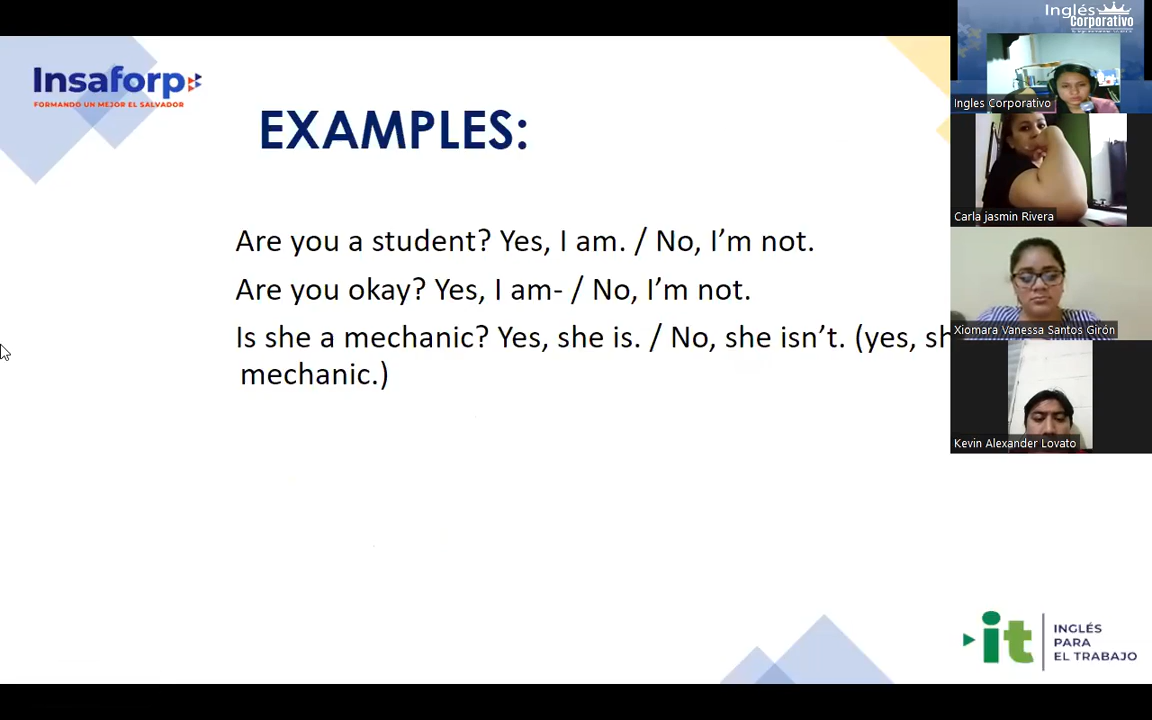 Insaforp
FORMANDO UN MEJOR EL SALVADOR
EXAMPLES:
Are you a student? Yes, I am. / No, I’m not.
Are you okay? Yes, I am- / No, I’m not.
Is she a mechanic? Yes, she is. / No, she isn’t. (yes, sh
mechanic.)
Inglés
Corporativo
Ingles Corporativo
Carla jasmin Rivera
Xiomara Vanessa Santos Girón
Kevin Alexander Lovato
it
INGLÉS
PARA
EL TRABAJO